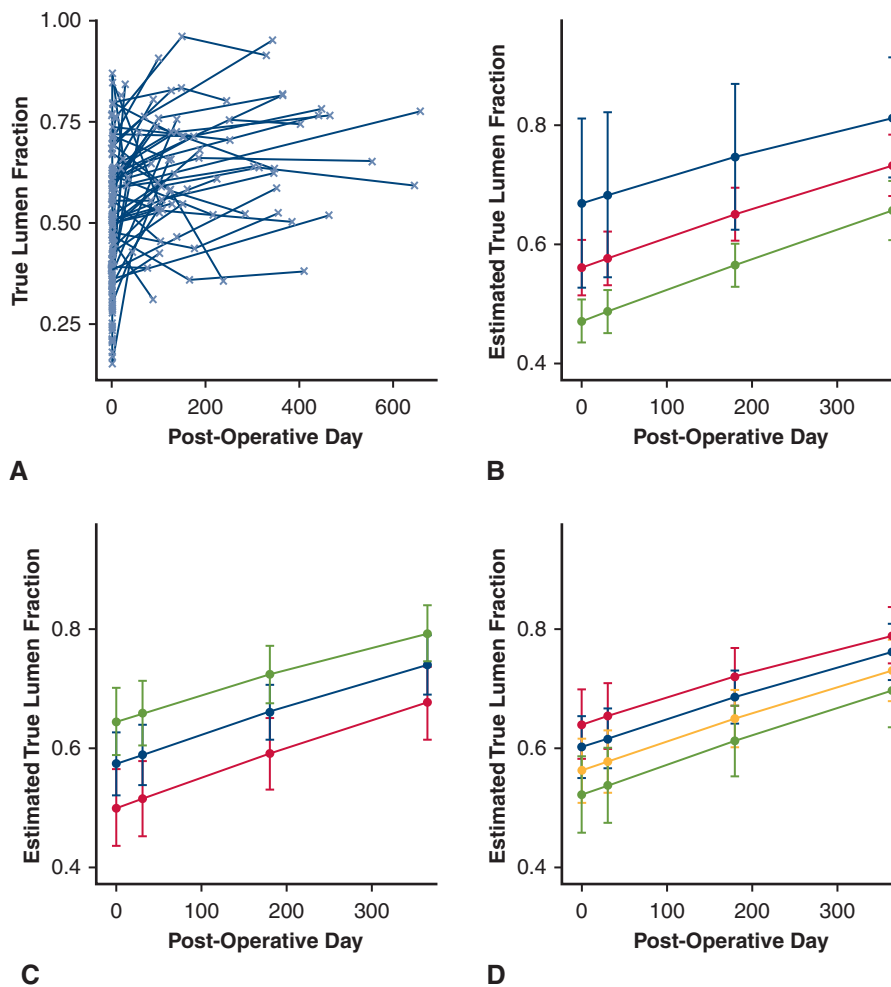 1.00
0.75
0.50
0.25
True Lumen Fraction
0
200
400
600
Post-Operative Day
A
0.8
0.6
0.4
Estimated True Lumen Fraction
0
100
200
300
Post-Operative Day
B
0.8
0.6
0.4
Estimated True Lumen Fraction
0
100
200
300
Post-Operative Day
C
0.8
0.6
0.4
Estimated True Lumen Fraction
0
100
200
300
Post-Operative Day
D